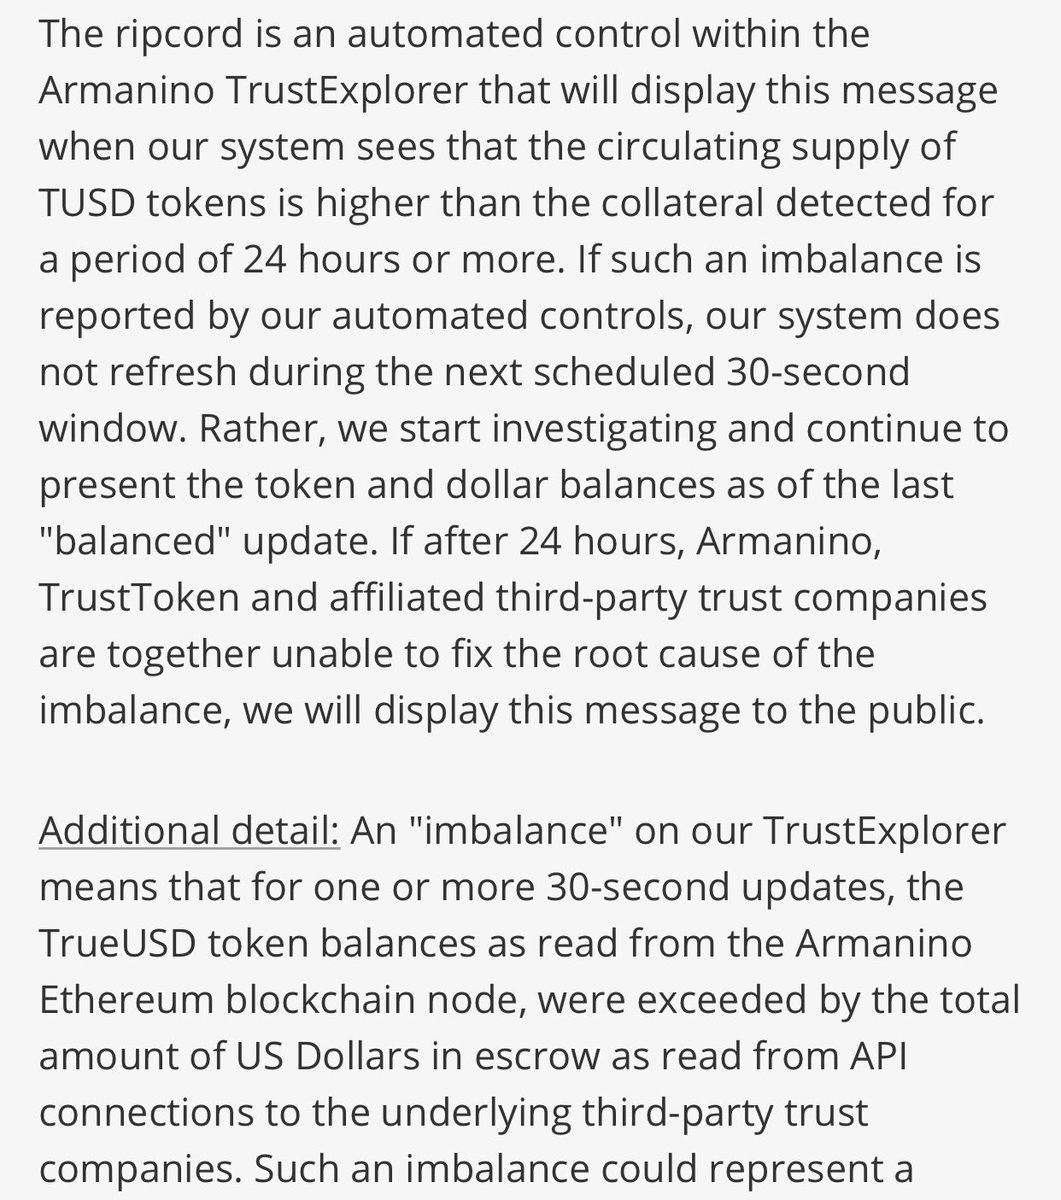 The ripcord is an automated control within the
Armanino TrustExplorer that will display this message
when our system sees that the circulating supply of
TUSD tokens is higher than the collateral detected for
a period of 24 hours or more. If such an imbalance is
reported by our automated controls, our system does
not refresh during the next scheduled 30-second
window. Rather, we start investigating and continue to
present the token and dollar balances as of the last
"balanced" update. If after 24 hours, Armanino,
TrustToken and affiliated third-party trust companies
are together unable to fix the root cause of the
imbalance, we will display this message to the public.
Additional detail: An "imbalance" on our TrustExplorer
means that for one or more 30-second updates, the
TrueUSD token balances as read from the Armanino
Ethereum blockchain node, were exceeded by the total
amount of US Dollars in escrow as read from API
connections to the underlying third-party trust
companies. Such an imbalance could represent a